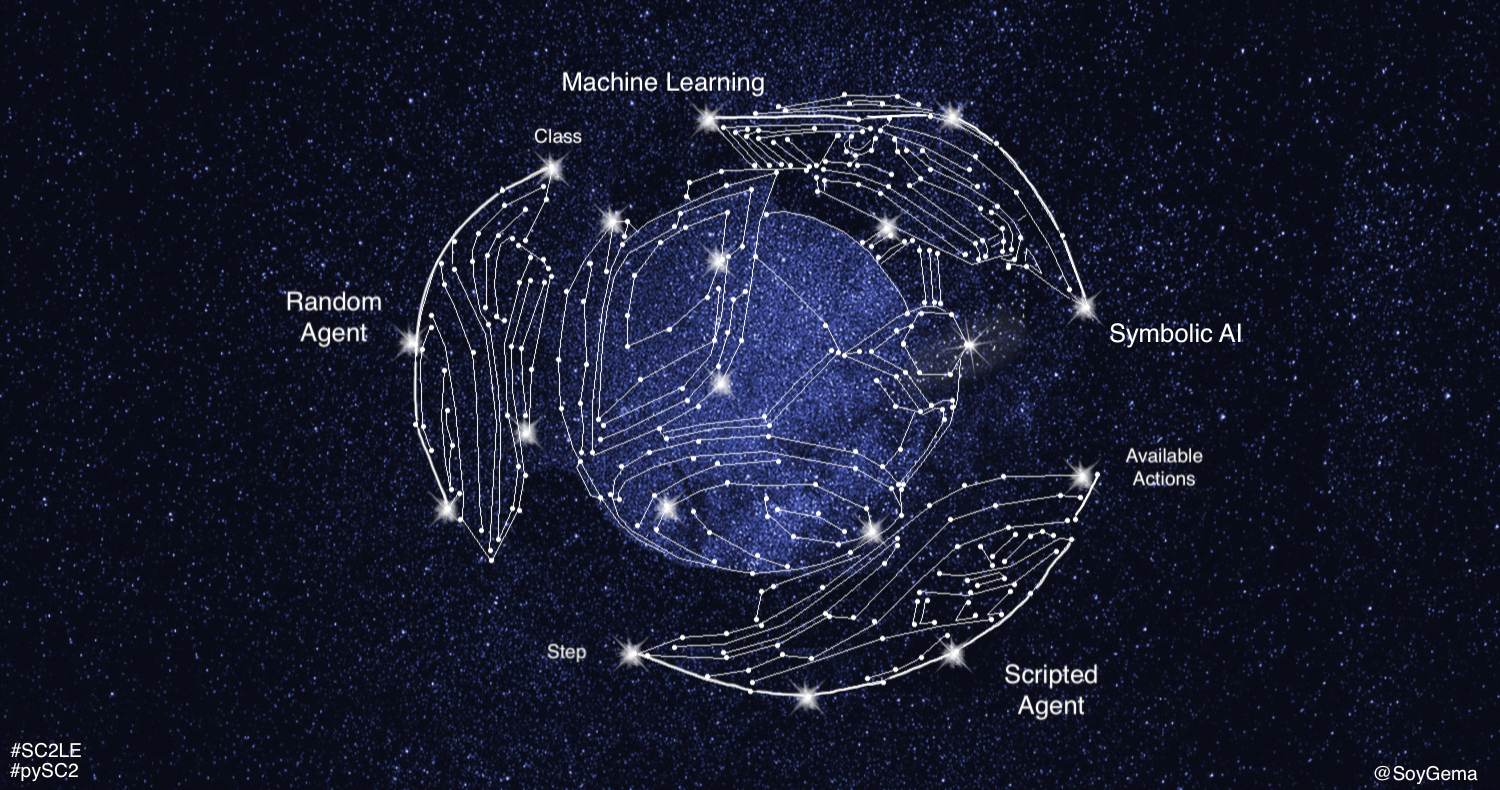 Machine Learning
Class
Random
Agent
Symbolic AI
Available
Actions
Step
Scripted
Agent
#SC2LE
#pySC2
@SoyGema